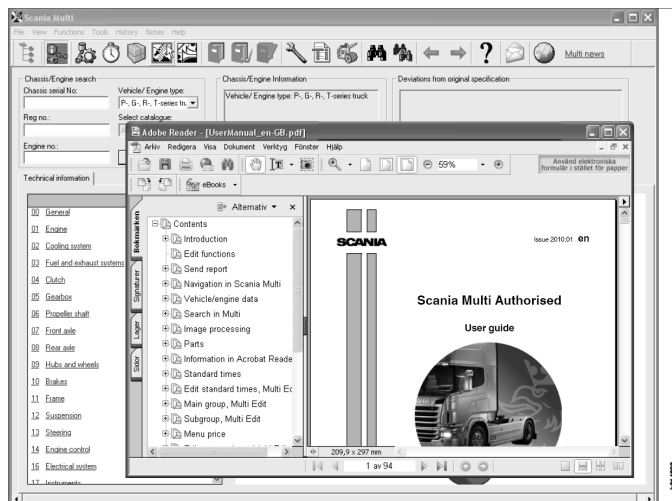 Scania Multi
File View Functions Tools History Notes Help
Multi news
Chassis/Engine search
Chassis serial No:
Vehicle/ Engine type:
P-, G-, R-, T-series tru
Reg no.:
Select catalogue:
Engine no.:
Chassis/Engine Information
Vehicle/ Engine type: P-, G-, R-, T-series truck
Deviations from original specification
Technical information
00 General
01 Engine
02 Cooling system
03 Fuel and exhaust systems
04 Clutch
05 Gearbox
06 Propeller shaft
07 Front axle
08 Rear axle
09 Hubs and wheels
10 Brakes
11 Frame
12 Suspension
13 Steering
14 Engine control
16 Electrical system
17 Instruments
Adobe Reader - [UserManual_en-GB.pdf]
Arkiv Redigera Visa Dokument Verktyg Fönster Hjälp
59%
Använd elektroniska
formulär i stället för papper
eBooks
Bokmärken
Signaturer
Lager
Sidor
Alternativ
Contents
Introduction
Edit functions
Send report
Navigation in Scania Multi
Vehicle/engine data
Search in Multi
Image processing
Parts
Information in Acrobat Reade
Standard times
Edit standard times, Multi Ec
Main group, Multi Edit
Subgroup, Multi Edit
Menu price
SCANIA
Issue 2010:01 en
Scania Multi Authorised
User guide
209,9 x 297 mm
1 av 94